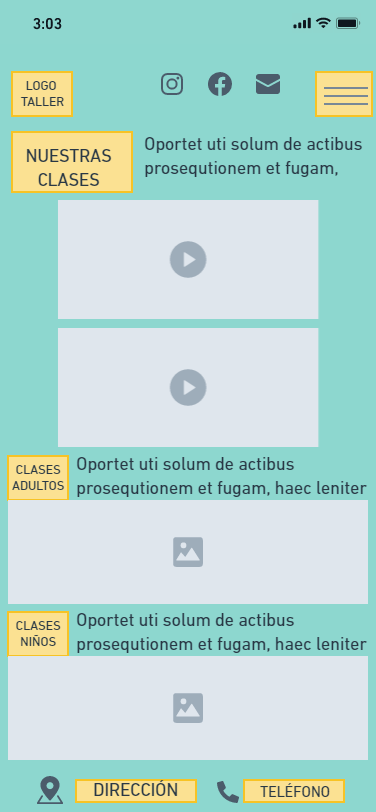 3:03
LOGO
TALLER
NUESTRAS
CLASES
Oportet uti solum de actibus
prosequtionem et fugam,
CLASES
ADULTOS
Oportet uti solum de actibus
prosequtionem et fugam, haec leniter
CLASES
NIÑOS
Oportet uti solum de actibus
prosequtionem et fugam, haec leniter
DIRECCIÓN
TELÉFONO